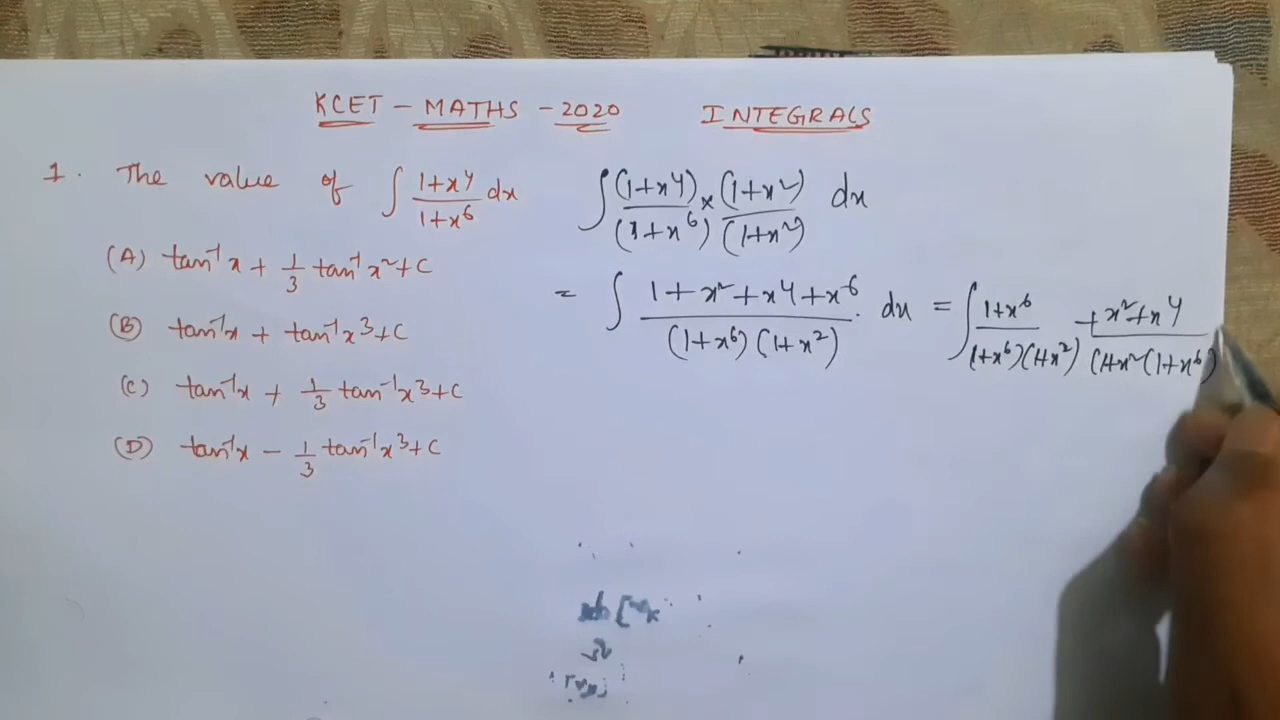 KCET – MATHS – 2020 INTEGRALS
1. The value of ∫ (1+x⁴)/(1+x⁶) dx
(A) tan⁻¹x + 1/3 tan⁻¹x² + C
(B) tan⁻¹x + tan⁻¹x³ + C
(C) tan⁻¹x + 1/3 tan⁻¹x³ + C
(D) tan⁻¹x – 1/3 tan⁻¹x³ + C
∫ (1+x⁴)/(1+x⁶) × (1+x²)/(1+x²) dx
= ∫ (1+x²+x⁴+x⁶)/((1+x⁶)(1+x²)) . dx = ∫ (1+x⁶)/((1+x⁶)(1+x²)) + (x²+x⁴)/((1+x²(1+x⁶)